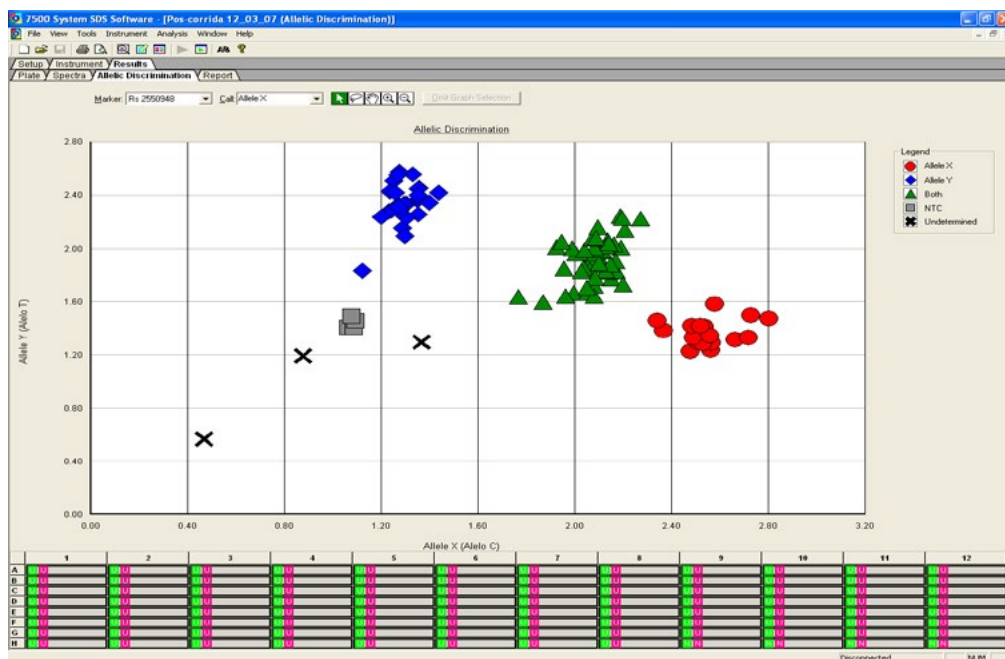 7500 System SDS Software - [Pos-corrida 12_03_07 (Allelic Discrimination)]
File View Tools Instrument Analysis Window Help
Setup Instrument Results
Plate Spectra Allelic Discrimination Report
Marker: Rs 2550948 Call: Allele X Omit Graph Selection
Allelic Discrimination
Legend
Allele X
Allele Y
Both
NTC
Undetermined
2.80
2.40
2.00
1.60
1.20
0.80
0.40
0.00
Allele Y (Alelo T)
0.00 0.40 0.80 1.20 1.60 2.00 2.40 2.80 3.20
Allele X (Alelo C)
1 2 3 4 5 6 7 8 9 10 11 12
A
B
C
D
E
F
G
H
Disconnected NUM